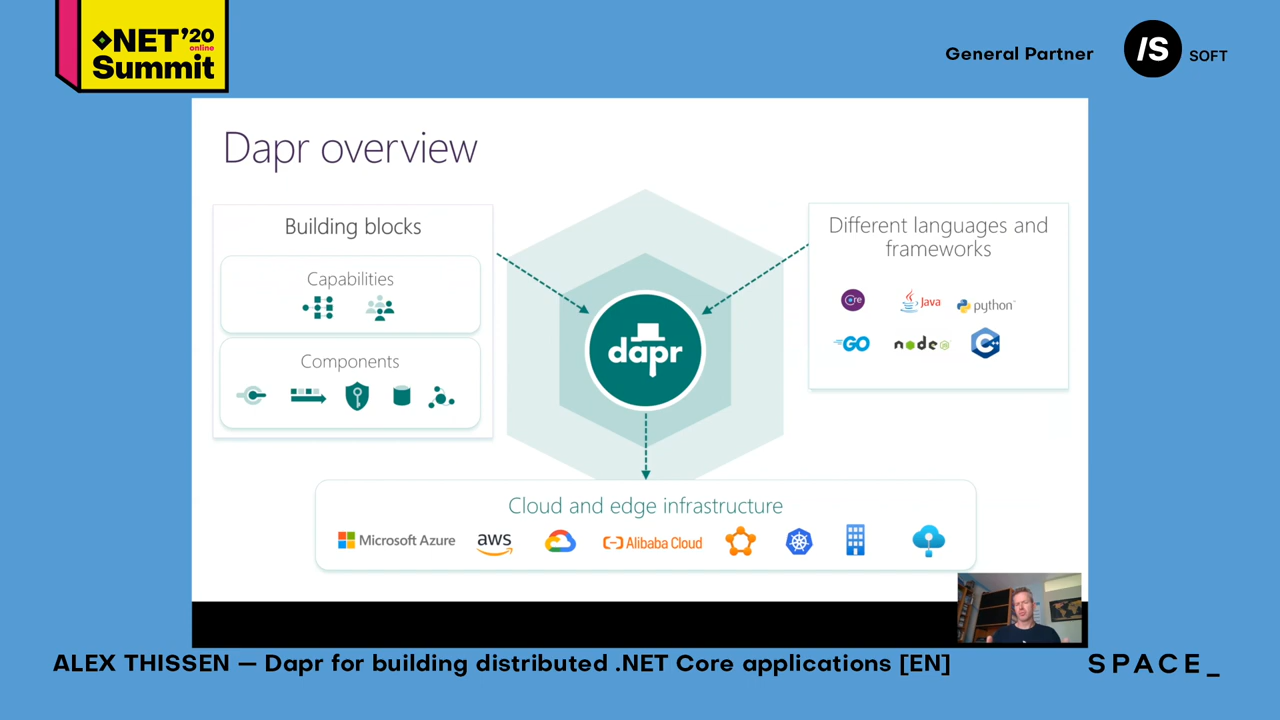 .NET'20
online
Summit
General Partner
/S
SOFT
Dapr overview
Building blocks
Capabilities
Components
dapr
Different languages and
frameworks
Core
Java
python
GO
node
JS
C++
Cloud and edge infrastructure
Microsoft Azure
aws
Alibaba Cloud
ALEX THISSEN — Dapr for building distributed .NET Core applications [EN]
SPACE_